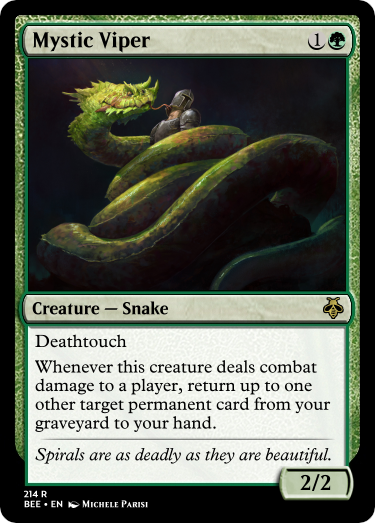 Mystic Viper 1
Creature — Snake
Deathtouch
Whenever this creature deals combat
damage to a player, return up to one
other target permanent card from your
graveyard to your hand.
Spirals are as deadly as they are beautiful.
2/2
214 R
BEE • EN Michele Parisi